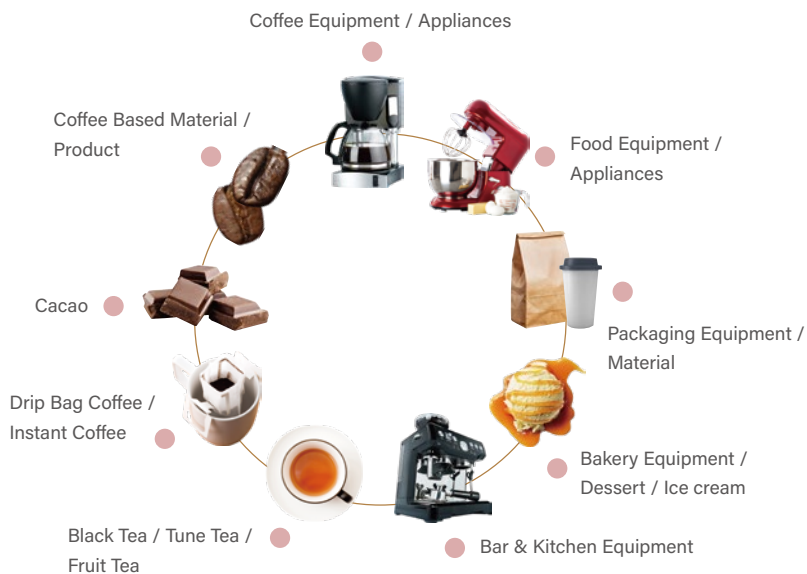 Coffee Equipment / Appliances
Coffee Based Material /
Product
Food Equipment /
Appliances
Cacao
Packaging Equipment /
Material
Drip Bag Coffee /
Instant Coffee
Bakery Equipment /
Dessert / Ice cream
Black Tea / Tune Tea /
Fruit Tea
Bar & Kitchen Equipment